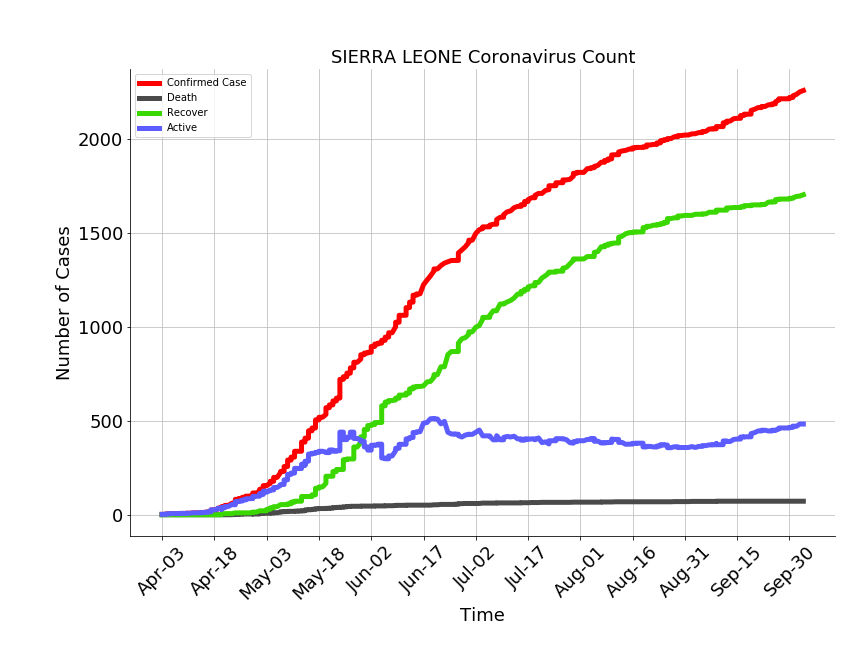 SIERRA LEONE Coronavirus Count
Confirmed Case
Death
Recover
Active
Number of Cases
2000
1500
1000
500
0
Apr-03
Apr-18
May-03
May-18
Jun-02
Jun-17
Jul-02
Jul-17
Aug-01
Aug-16
Aug-31
Sep-15
Sep-30
Time